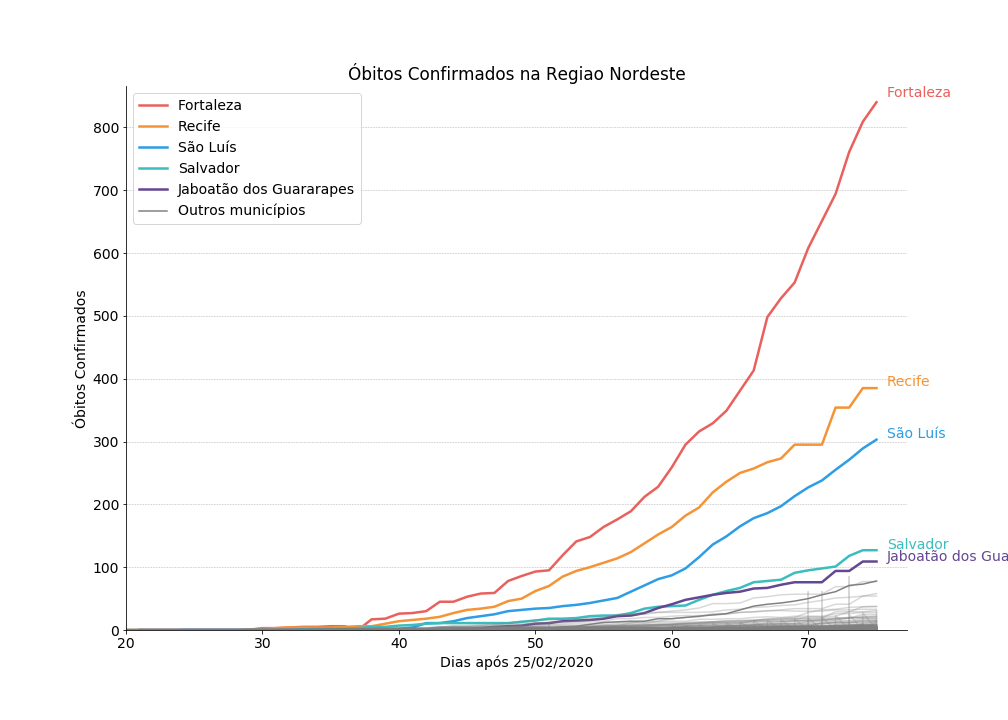 Óbitos Confirmados na Regiao Nordeste
Fortaleza
Recife
São Luís
Salvador
Jaboatão dos Guararapes
Outros municípios
Óbitos Confirmados
800
700
600
500
400
300
200
100
0
20
30
40
50
60
70
Dias após 25/02/2020
Fortaleza
Recife
São Luís
Salvador
Jaboatão dos Gua